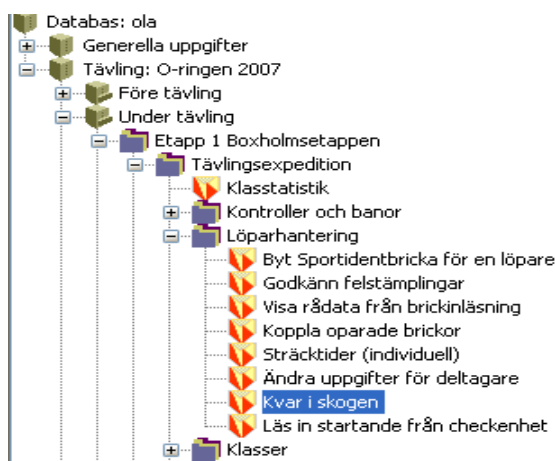 Databas: ola
Generella uppgifter
Tävling: O-ringen 2007
Före tävling
Under tävling
Etapp 1 Boxholmsetappen
Tävlingsexpedition
Klasstatistik
Kontroller och banor
Löparhantering
Byt Sportidentbricka för en löpare
Godkänn felstämplingar
Visa rådata från brickinläsning
Koppla oparade brickor
Sträcktider (individuell)
Ändra uppgifter för deltagare
Kvar i skogen
Läs in startande från checkenhet
Klasser